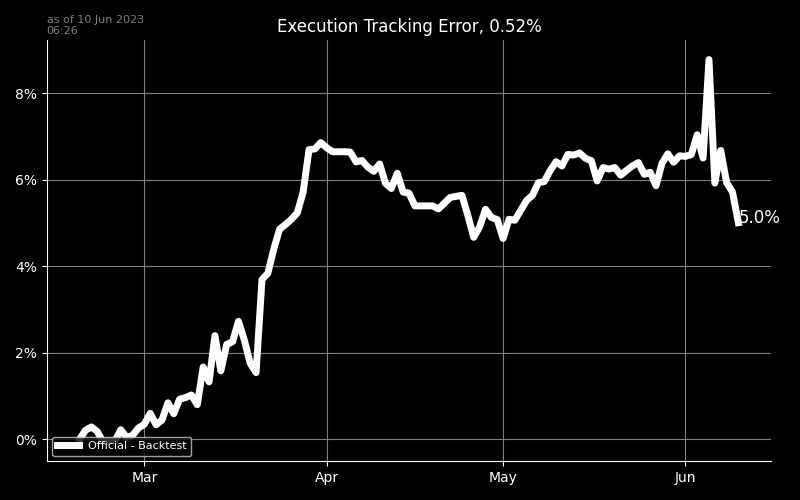 as of 10 Jun 2023
06:26
Execution Tracking Error, 0.52%
8%
6%
5.0%
4%
2%
0%
Official - Backtest
Mar
Apr
May
Jun